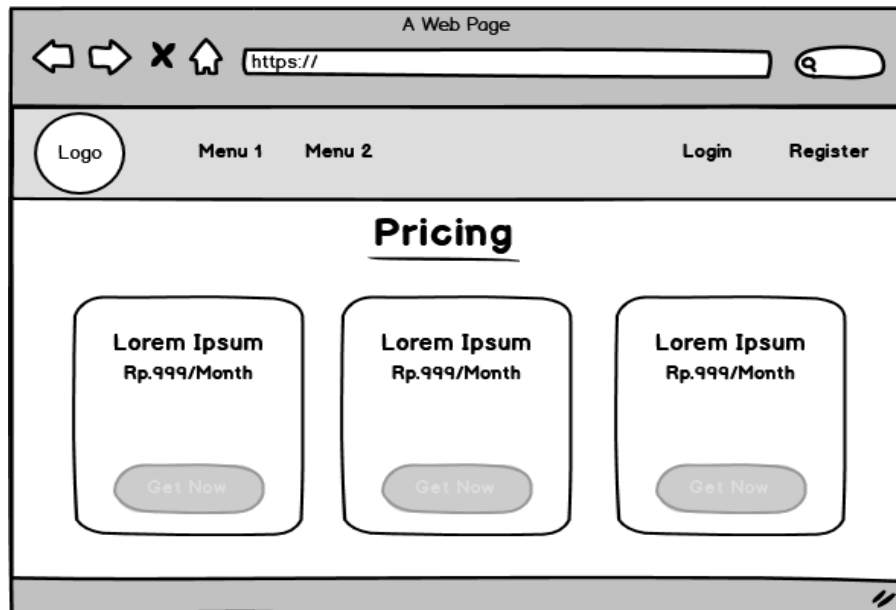 A Web Page
https://
Logo
Menu 1
Menu 2
Login
Register
Pricing
Lorem Ipsum
Rp.999/Month
Get Now
Lorem Ipsum
Rp.999/Month
Get Now
Lorem Ipsum
Rp.999/Month
Get Now